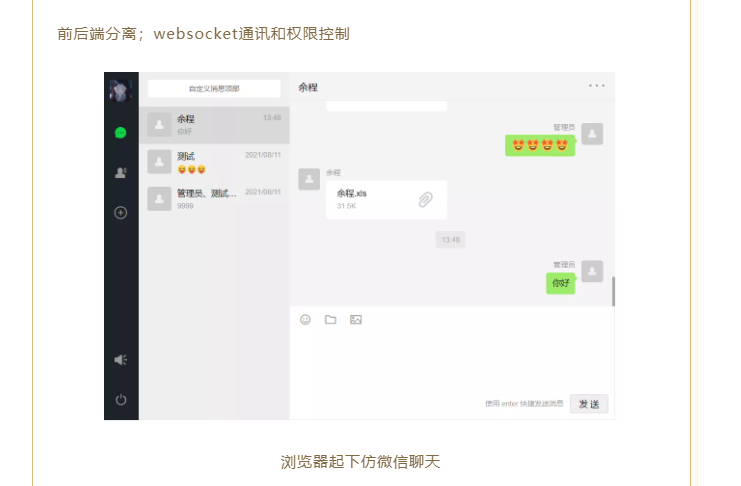 前后端分离；websocket通讯和权限控制
自定义消息顶部
余程
13:48
你好
测试
2021/08/11
管理员、测试...
2021/08/11
9999
余程
管理员
余程
余程.xls
31.5K
13:48
管理员
你好
使用 enter 快捷发送消息
发 送
浏览器起下仿微信聊天